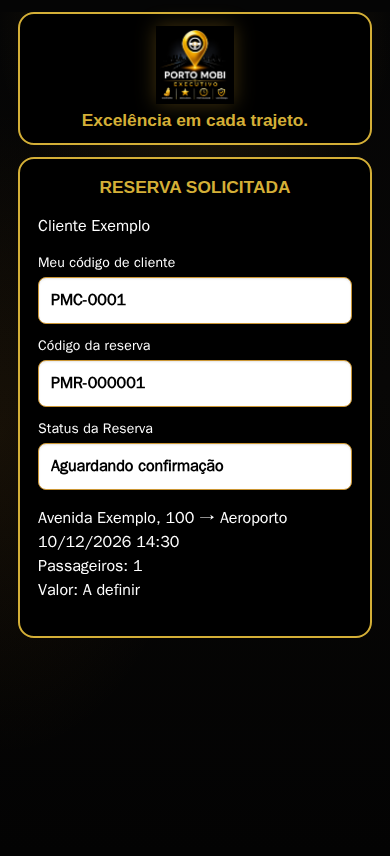 PORTO MOBI
EXECUTIVO
Excelência em cada trajeto.
RESERVA SOLICITADA
Cliente Exemplo
Meu código de cliente
PMC-0001
Código da reserva
PMR-000001
Status da Reserva
Aguardando confirmação
Avenida Exemplo, 100 → Aeroporto
10/12/2026 14:30
Passageiros: 1
Valor: A definir